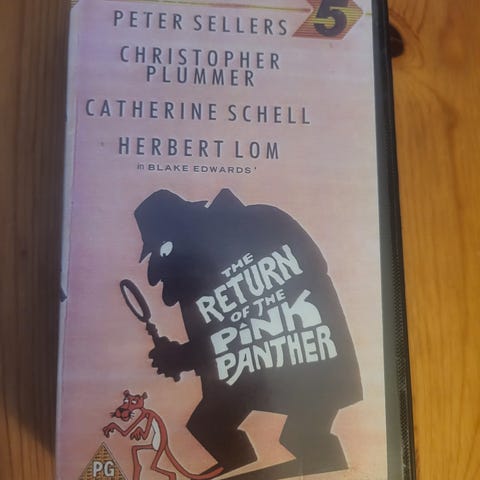 5
PETER SELLERS
CHRISTOPHER
PLUMMER
CATHERINE SCHELL
HERBERT LOM
in BLAKE EDWARDS'
THE
RETURN
OF THE
PiNK
PANTHER
PG